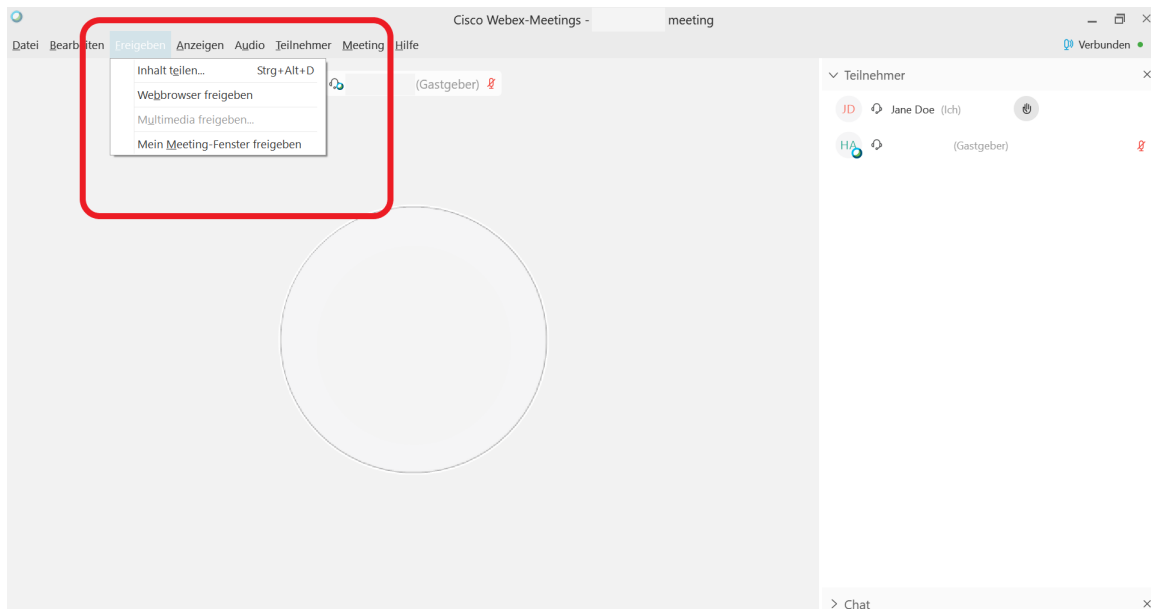 Cisco Webex-Meetings - meeting
Datei Bearbeiten Freigeben Anzeigen Audio Teilnehmer Meeting Hilfe
Verbunden
Inhalt teilen... Strg+Alt+D
Webbrowser freigeben
Multimedia freigeben...
Mein Meeting-Fenster freigeben
(Gastgeber)
Teilnehmer
JD Jane Doe (Ich)
HA (Gastgeber)
Chat